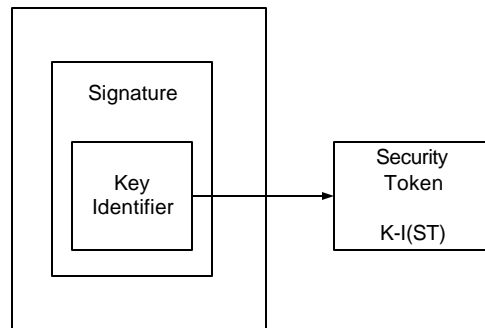 Signature
Key
Identifier
Security
Token
K-I(ST)